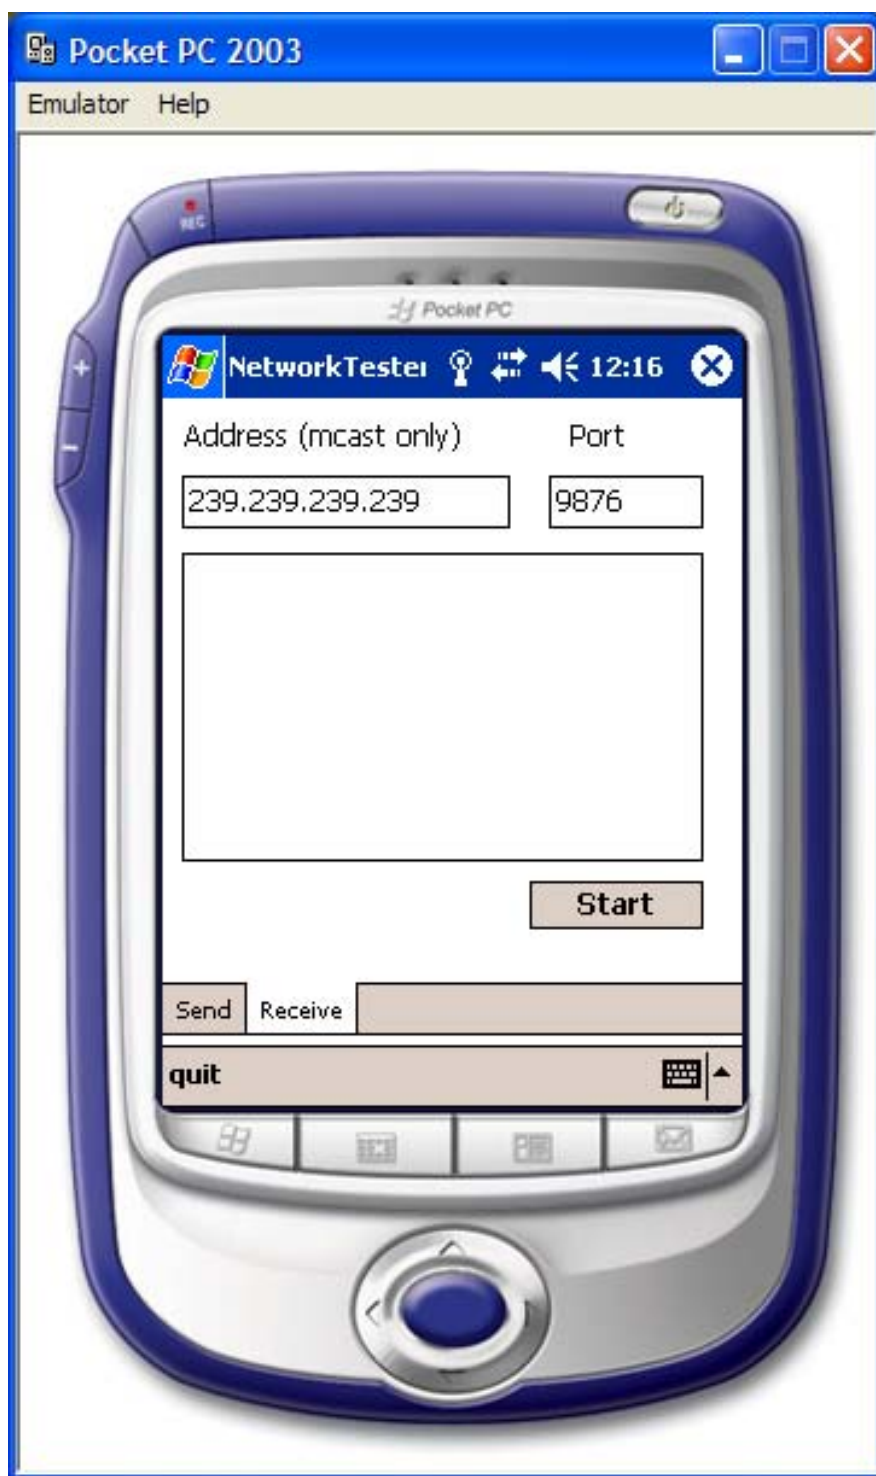 Pocket PC 2003
Emulator Help
REC
Pocket PC
NetworkTester 12:16
Address (mcast only) Port
239.239.239.239 9876
Start
Send Receive
quit